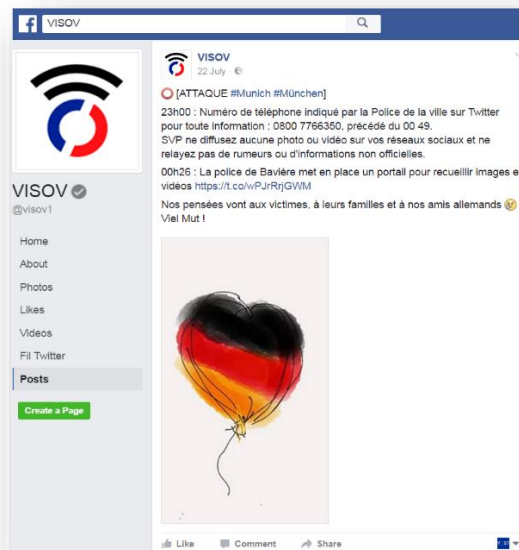 VISOV
VISOV
22 July
[ATTAQUE #Munich #München]
23h00 : Numéro de téléphone indiqué par la Police de la ville sur Twitter
pour toute information : 0800 7766350, précédé du 00 49.
SVP ne diffusez aucune photo ou vidéo sur vos réseaux sociaux et ne
relayez pas de rumeurs ou d'informations non officielles.
00h26 : La police de Bavière met en place un portail pour recueillir images e
vidéos https://t.co/wPJrRrjGWM
Nos pensées vont aux victimes, à leurs familles et à nos amis allemands
Viel Mut !
VISOV
@visov1
Home
About
Photos
Likes
Videos
Fil Twitter
Posts
Create a Page
Like
Comment
Share